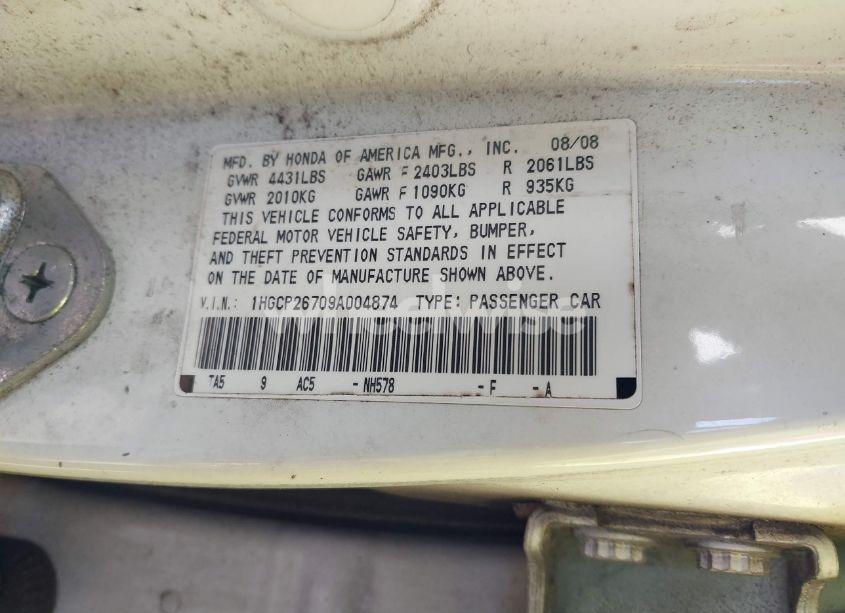 MFD. BY HONDA OF AMERICA MFG., INC. 08/08
GVWR 4431LBS GAWR F 2403LBS R 2061LBS
GVWR 2010KG GAWR F 1090KG R 935KG
THIS VEHICLE CONFORMS TO ALL APPLICABLE
FEDERAL MOTOR VEHICLE SAFETY, BUMPER,
AND THEFT PREVENTION STANDARDS IN EFFECT
ON THE DATE OF MANUFACTURE SHOWN ABOVE.
V.I.N.: 1HGCP26709A004874 TYPE: PASSENGER CAR
wheelwise
TA5 9 AC5 - NH578 - F - A